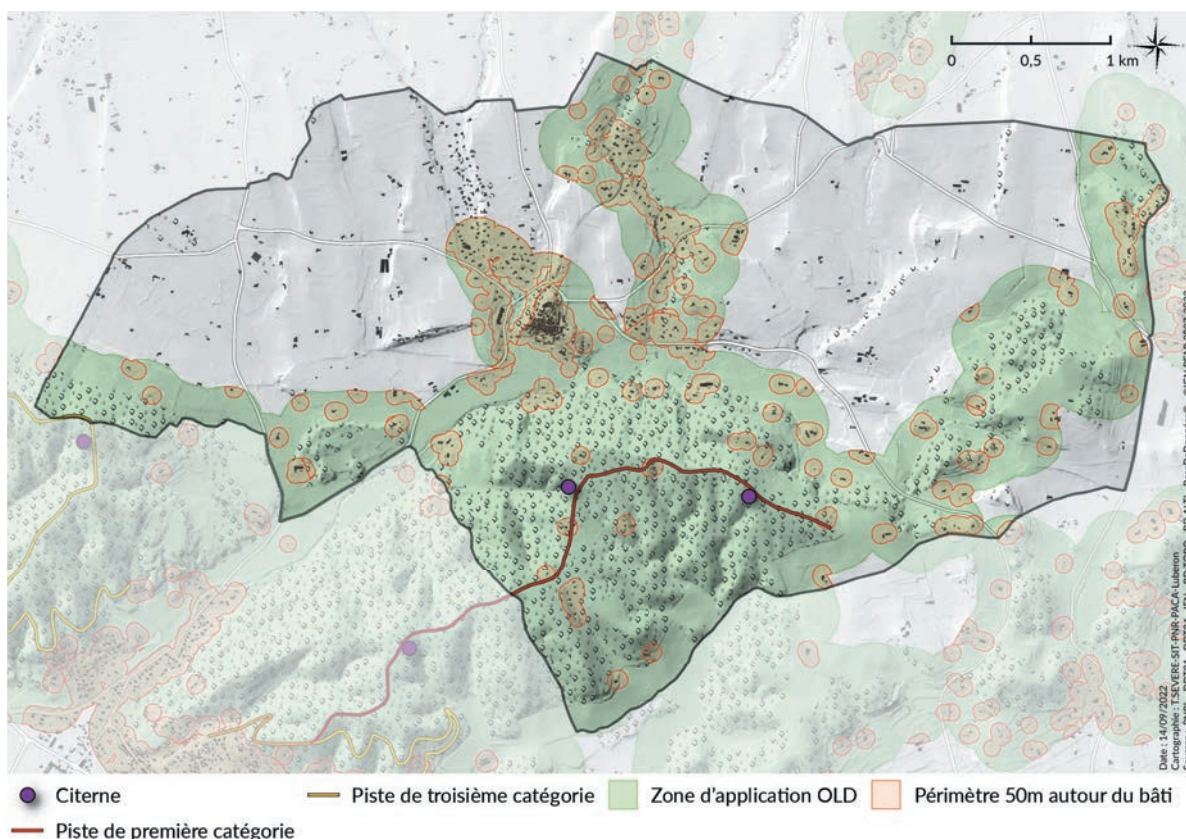 0 0,5 1 km
Date : 14/09/2022
Cartographie : T.SEVERE-SIT-PNR-PACA-Luberon
Citerne
Piste de troisième catégorie
Zone d'application OLD
Périmètre 50m autour du bâti
Piste de première catégorie